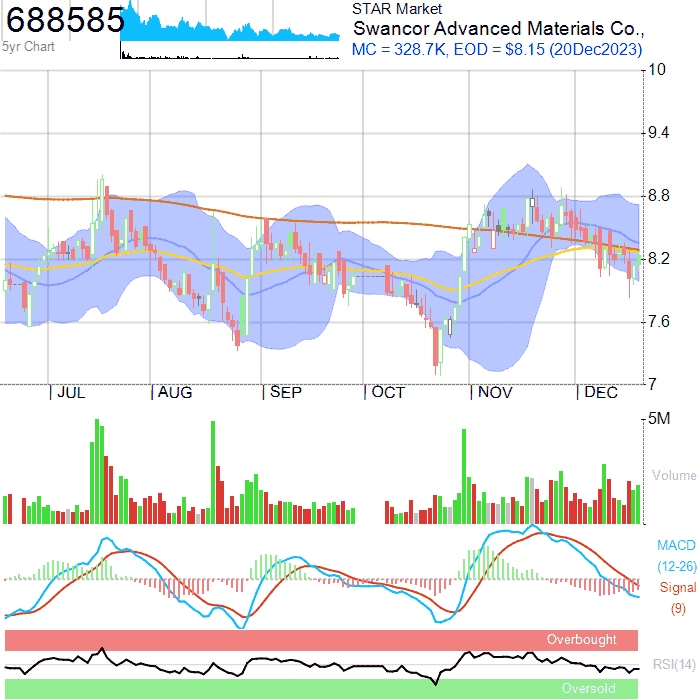 688585
5yr Chart
STAR Market
Swancor Advanced Materials Co.,
MC = 328.7K, EOD = $8.15 (20Dec2023)
10
9.4
8.8
8.2
7.6
7
JUL AUG SEP OCT NOV DEC
5M
Volume
MACD
(12-26)
Signal
(9)
Overbought
RSI(14)
Oversold